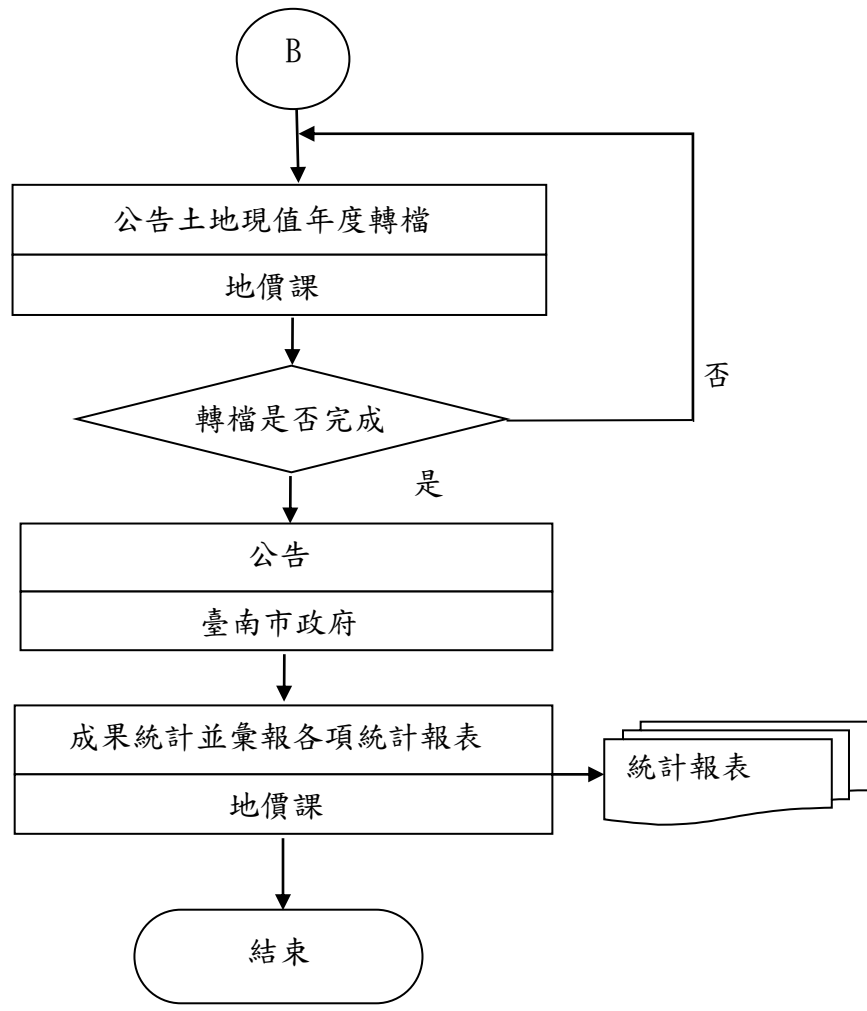 B
公告土地現值年度轉檔
地價課
轉檔是否完成
否
是
公告
臺南市政府
成果統計並彙報各項統計報表
統計報表
地價課
結束